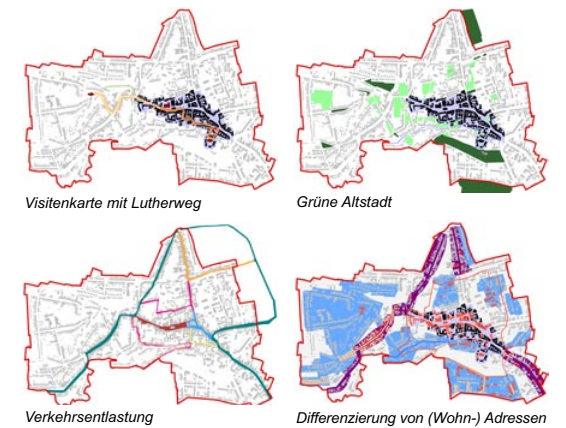 Visitenkarte mit Lutherweg
Grüne Altstadt
Verkehrsentlastung
Differenzierung von (Wohn-) Adressen